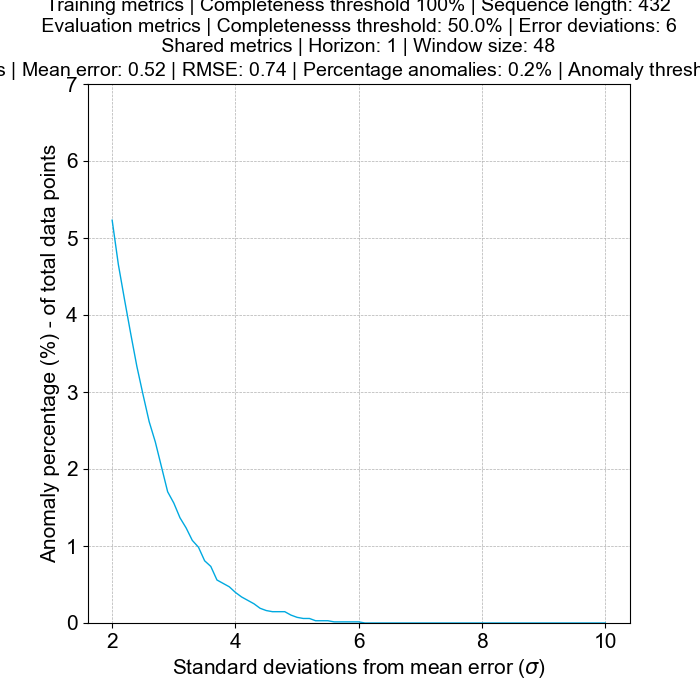 Training metrics | Completeness threshold 100% | Sequence length: 432
Evaluation metrics | Completenesss threshold: 50.0% | Error deviations: 6
Shared metrics | Horizon: 1 | Window size: 48
s | Mean error: 0.52 | RMSE: 0.74 | Percentage anomalies: 0.2% | Anomaly thresh
7
6
5
4
3
2
1
0
Anomaly percentage (%) - of total data points
2 4 6 8 10
Standard deviations from mean error (σ)